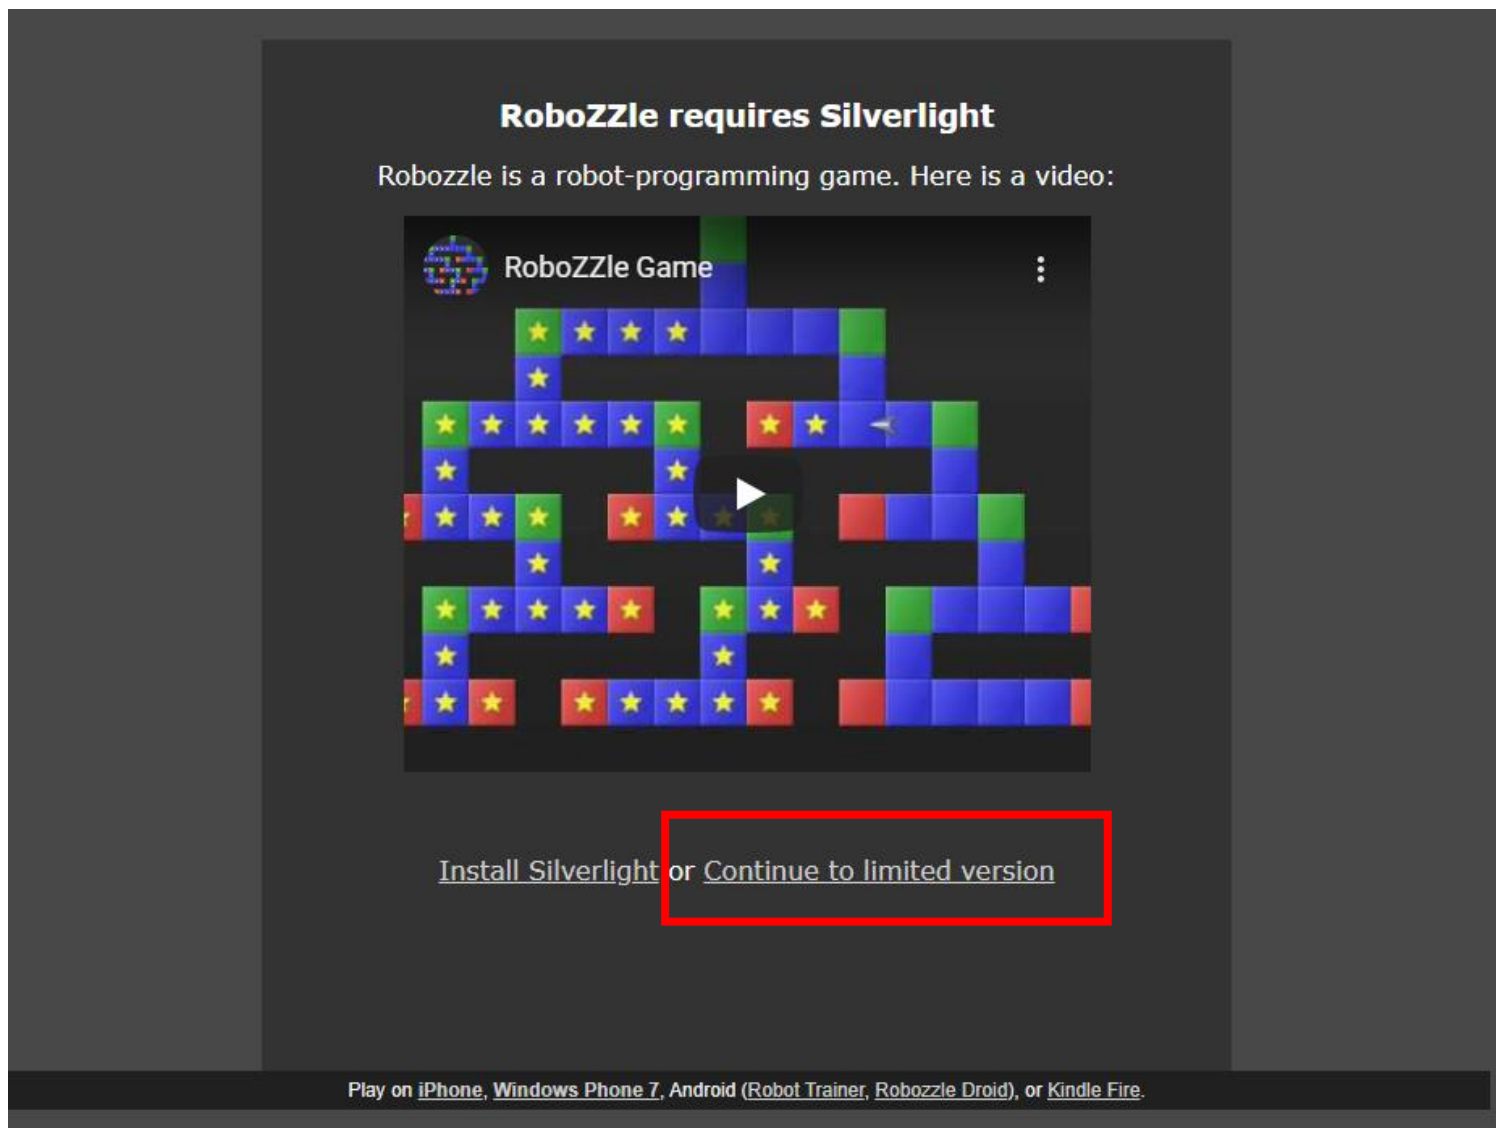 RoboZZle requires Silverlight
Robozzle is a robot-programming game. Here is a video:
RoboZZle Game
Install Silverlight or Continue to limited version
Play on iPhone, Windows Phone 7, Android (Robot Trainer, Robozzle Droid), or Kindle Fire.